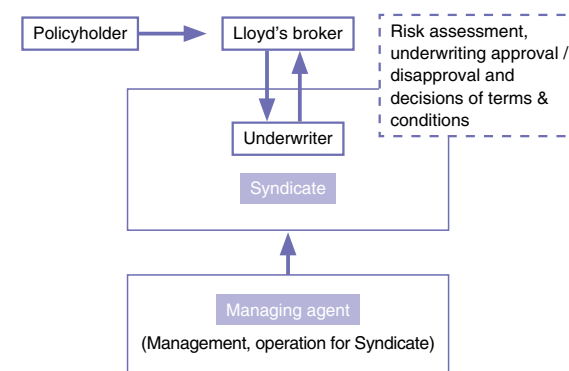 Policyholder
Lloyd's broker
Risk assessment,
underwriting approval /
disapproval and
decisions of terms &
conditions
Underwriter
Syndicate
Managing agent
(Management, operation for Syndicate)